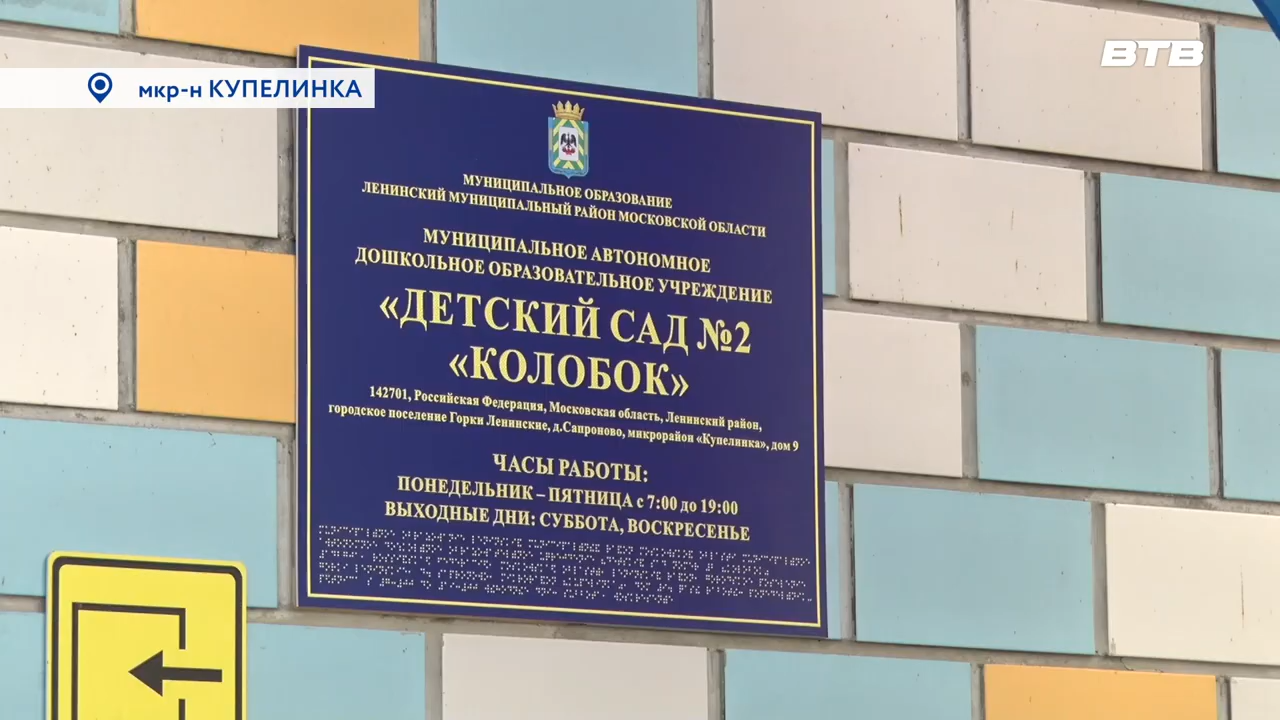 мкр-н КУПЕЛИНКА
ВТВ
МУНИЦИПАЛЬНОЕ ОБРАЗОВАНИЕ
ЛЕНИНСКИЙ МУНИЦИПАЛЬНЫЙ РАЙОН МОСКОВСКОЙ ОБЛАСТИ
МУНИЦИПАЛЬНОЕ АВТОНОМНОЕ
ДОШКОЛЬНОЕ ОБРАЗОВАТЕЛЬНОЕ УЧРЕЖДЕНИЕ
«ДЕТСКИЙ САД №2
«КОЛОБОК»
142701, Российская Федерация, Московская область, Ленинский район,
городское поселение Горки Ленинские, д.Сапроново, микрорайон «Купелинка», дом 9
ЧАСЫ РАБОТЫ:
ПОНЕДЕЛЬНИК – ПЯТНИЦА с 7:00 до 19:00
ВЫХОДНЫЕ ДНИ: СУББОТА, ВОСКРЕСЕНЬЕ